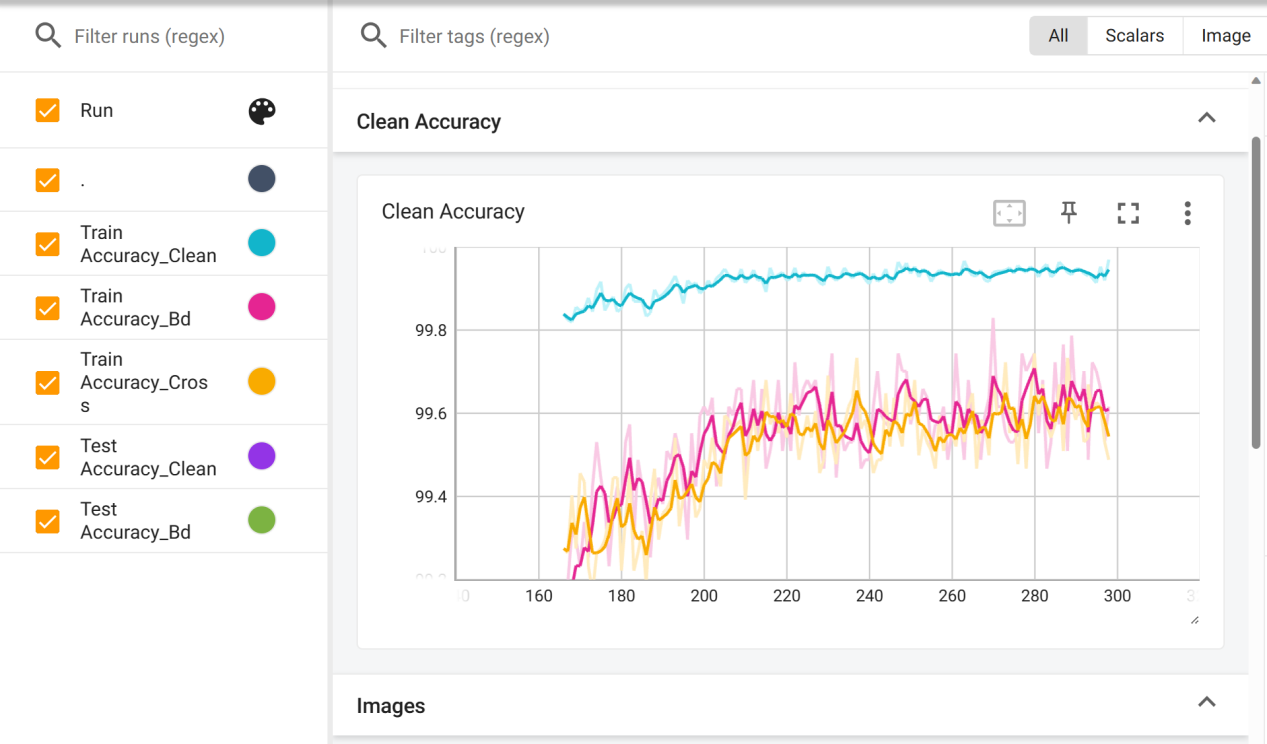 Filter runs (regex)
Filter tags (regex)
All
Scalars
Image
Run
.
Train
Accuracy_Clean
Train
Accuracy_Bd
Train
Accuracy_Cros
s
Test
Accuracy_Clean
Test
Accuracy_Bd
Clean Accuracy
Clean Accuracy
99.8
99.6
99.4
160
180
200
220
240
260
280
300
Images